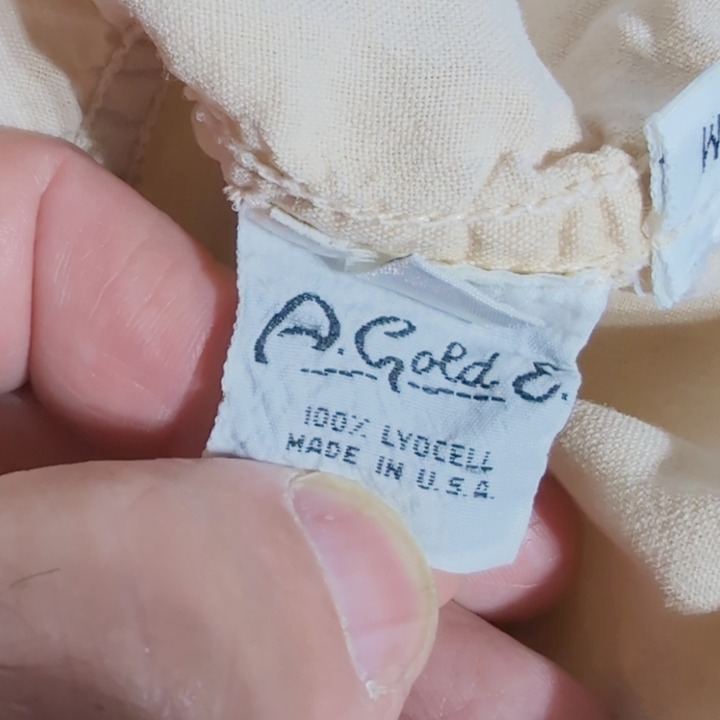 A. Gold E.
100% LYOCELL
MADE IN U.S.A.
W